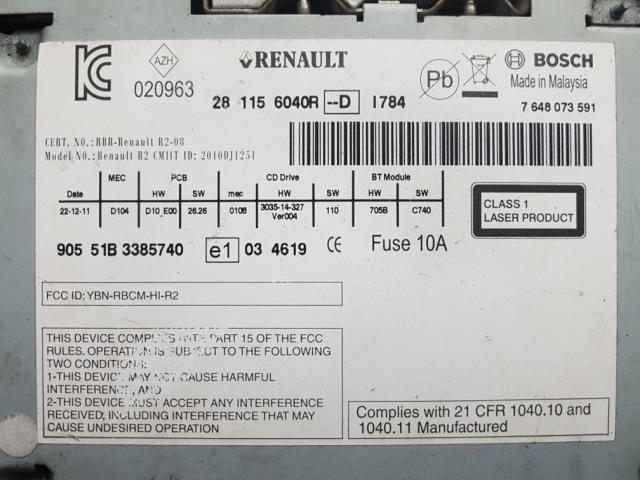 AZH
020963
RENAULT
28 115 6040R --D I784
Pb
BOSCH
Made in Malaysia
7 648 073 591
CERT. NO.:RBR-Renault R2-08
Model NO.:Renault R2 CMIIT ID: 2010DJ1251
MEC PCB CD Drive BT Module
Date HW SW mec HW SW HW SW
22-12-11 D104 D10_E00 26.26 0108 3035-14-327 Ver004 110 705B C740
CLASS 1
LASER PRODUCT
905 51B 3385740 e1 03 4619 CE Fuse 10A
FCC ID: YBN-RBCM-HI-R2
THIS DEVICE COMPLIES WITH PART 15 OF THE FCC
RULES. OPERATION IS SUBJECT TO THE FOLLOWING
TWO CONDITIONS:
1-THIS DEVICE MAY NOT CAUSE HARMFUL
INTERFERENCE, AND
2-THIS DEVICE MUST ACCEPT ANY INTERFERENCE
RECEIVED, INCLUDING INTERFERENCE THAT MAY
CAUSE UNDESIRED OPERATION
Complies with 21 CFR 1040.10 and
1040.11 Manufactured